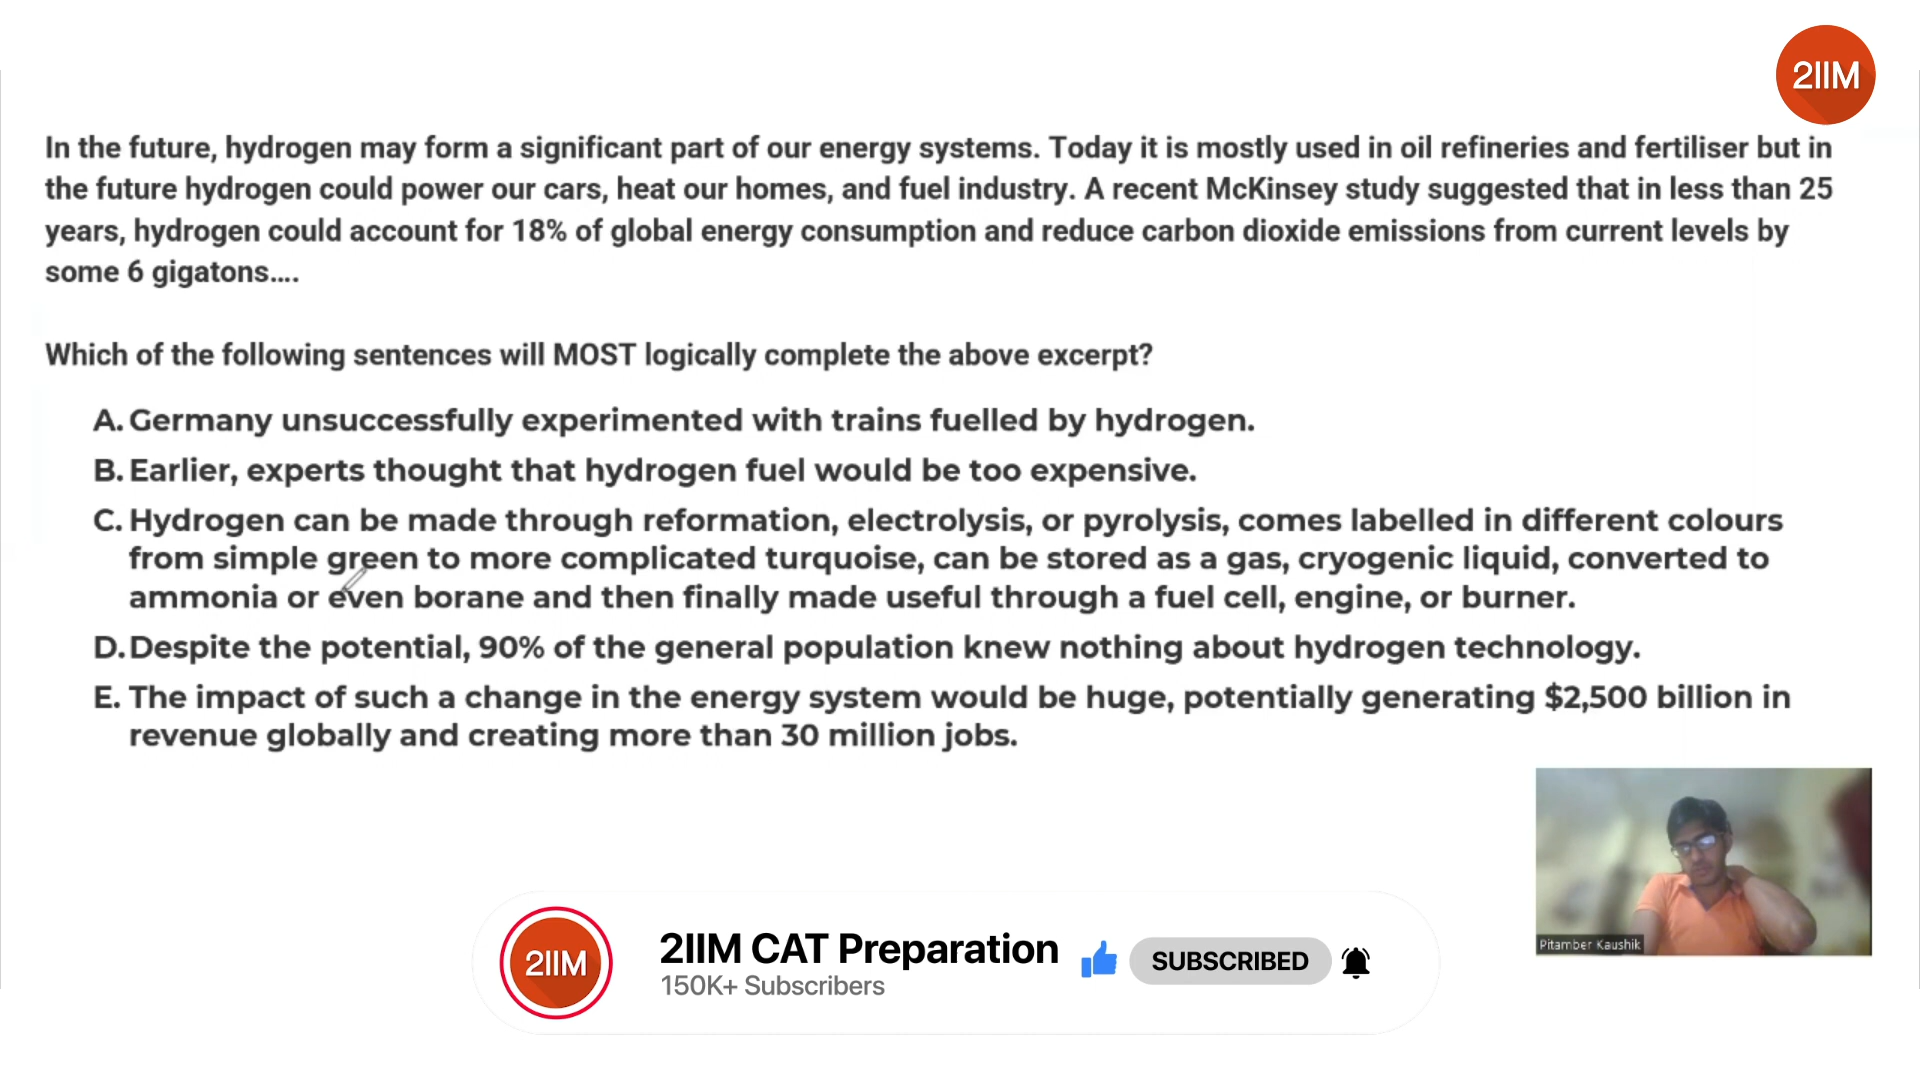 2IIM
In the future, hydrogen may form a significant part of our energy systems. Today it is mostly used in oil refineries and fertiliser but in
the future hydrogen could power our cars, heat our homes, and fuel industry. A recent McKinsey study suggested that in less than 25
years, hydrogen could account for 18% of global energy consumption and reduce carbon dioxide emissions from current levels by
some 6 gigatons....
Which of the following sentences will MOST logically complete the above excerpt?
A. Germany unsuccessfully experimented with trains fuelled by hydrogen.
B. Earlier, experts thought that hydrogen fuel would be too expensive.
C. Hydrogen can be made through reformation, electrolysis, or pyrolysis, comes labelled in different colours
from simple green to more complicated turquoise, can be stored as a gas, cryogenic liquid, converted to
ammonia or even borane and then finally made useful through a fuel cell, engine, or burner.
D. Despite the potential, 90% of the general population knew nothing about hydrogen technology.
E. The impact of such a change in the energy system would be huge, potentially generating $2,500 billion in
revenue globally and creating more than 30 million jobs.
Pitamber Kaushik
2IIM
2IIM CAT Preparation
150K+ Subscribers
SUBSCRIBED